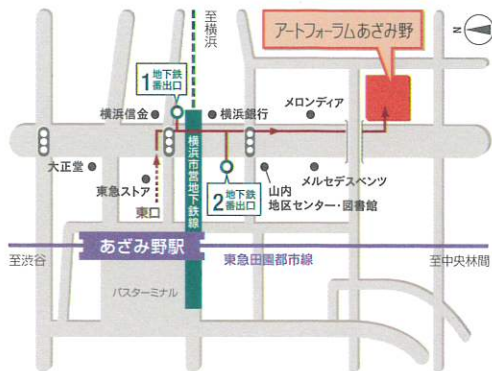 至横浜
アートフォーラムあざみ野
N
1 地下鉄
番出口
横浜信金
横浜銀行
メロンディア
大正堂
東急ストア
東口
横浜市営地下鉄線
2 地下鉄
番出口
山内
地区センター・図書館
メルセデスベンツ
あざみ野駅
至渋谷
東急田園都市線
至中央林間
バスターミナル